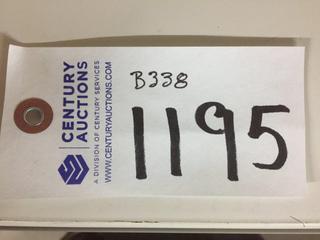 CENTURY
AUCTIONS
A DIVISION OF CENTURY SERVICES
WWW.CENTURYAUCTIONS.COM
B338
1195